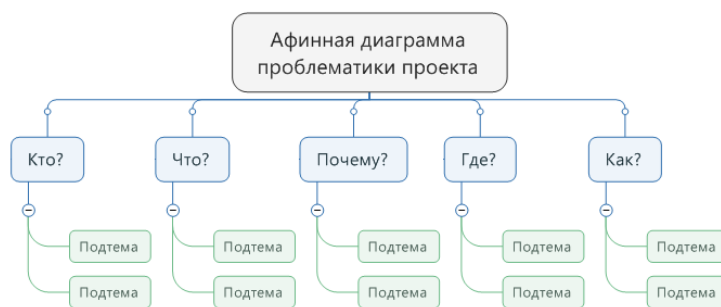 Афинная диаграмма
проблематики проекта
Кто?
Что?
Почему?
Где?
Как?
Подтема
Подтема
Подтема
Подтема
Подтема
Подтема
Подтема
Подтема
Подтема
Подтема